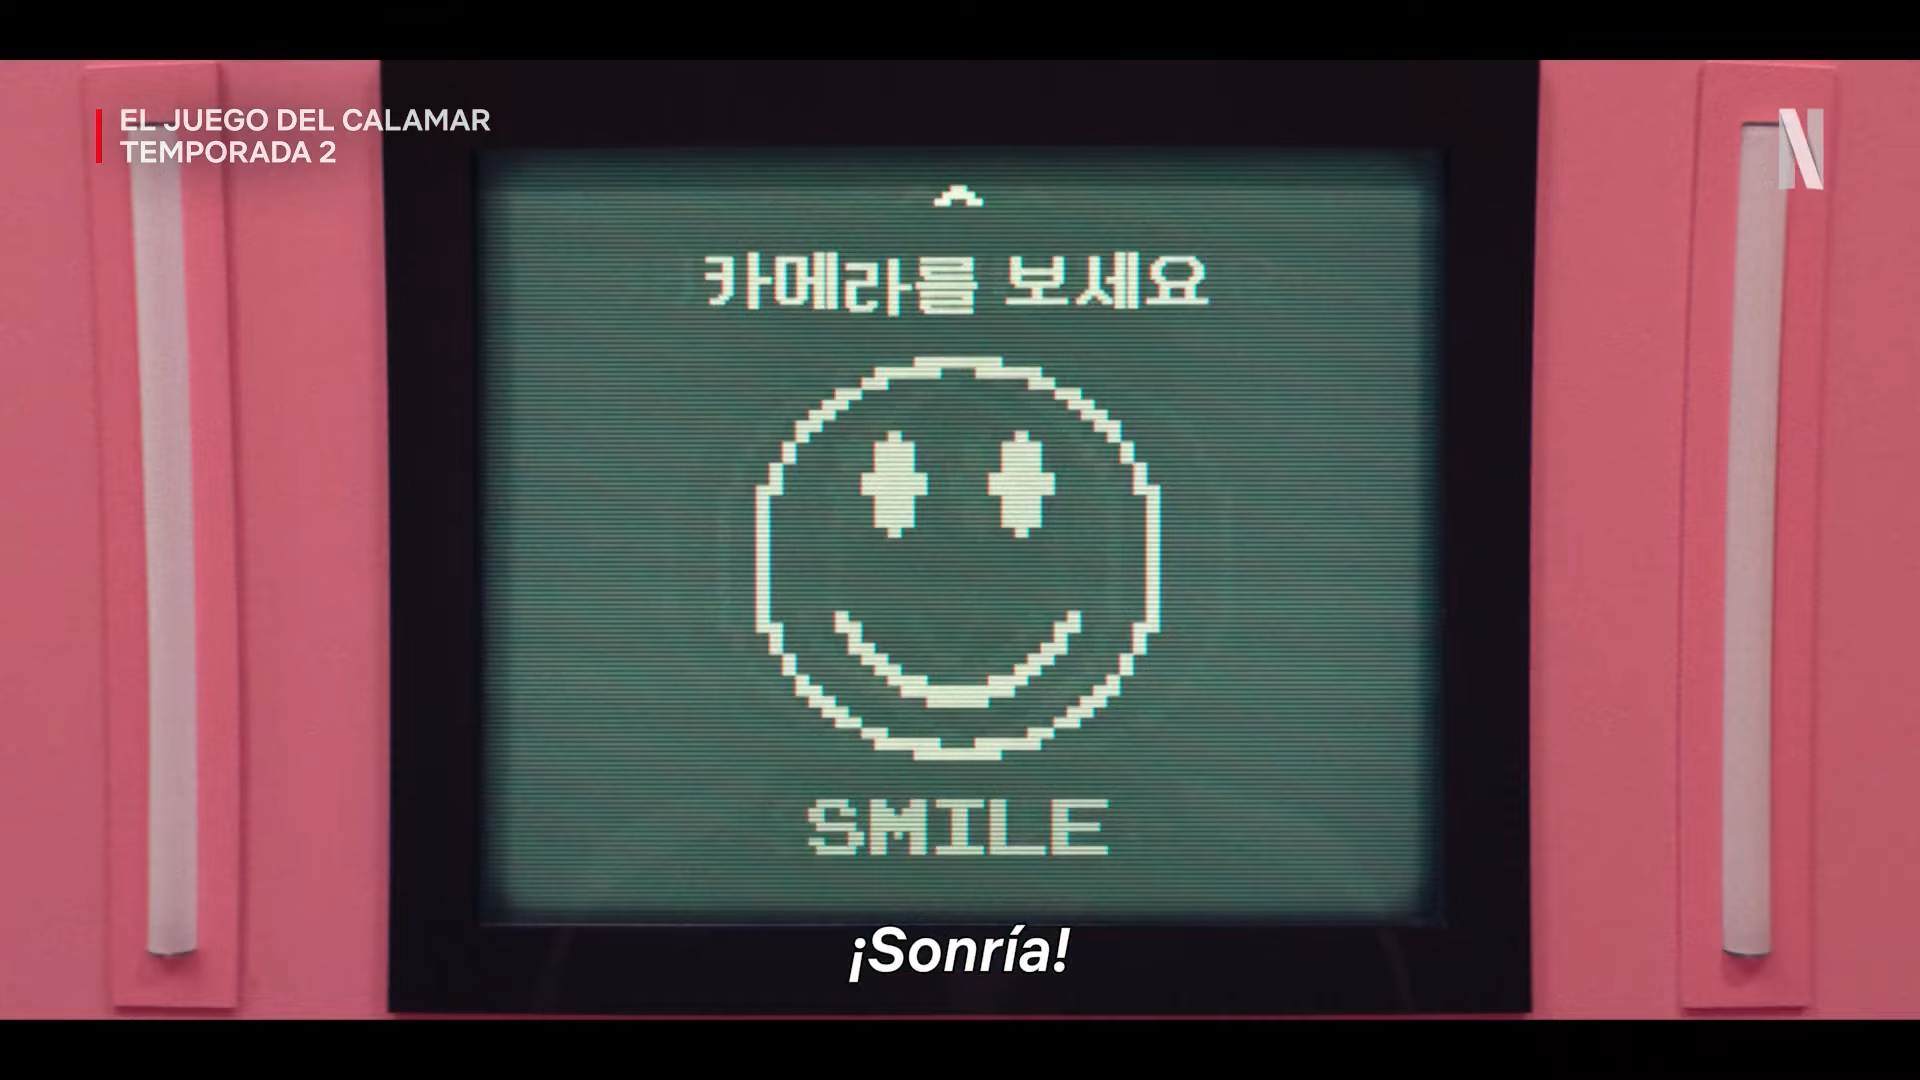 EL JUEGO DEL CALAMAR
TEMPORADA 2
N
카메라를 보세요
SMILE
¡Sonría!